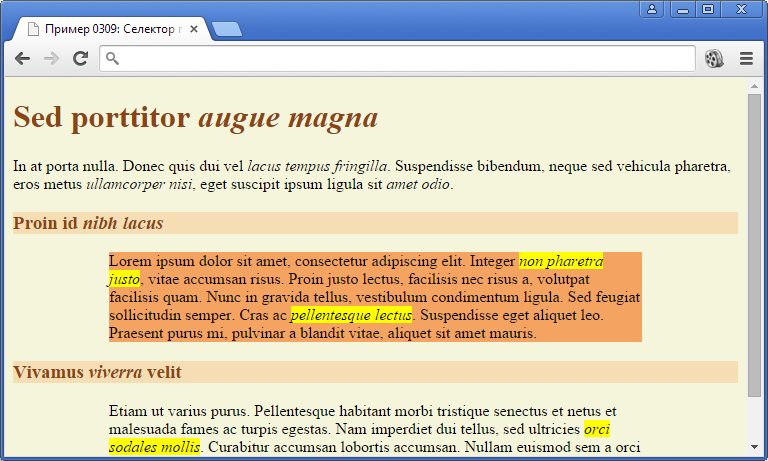 Пример 0309: Селектор
Sed porttitor augue magna
In at porta nulla. Donec quis dui vel lacus tempus fringilla. Suspendisse bibendum, neque sed vehicula pharetra,
eros metus ullamcorper nisi, eget suscipit ipsum ligula sit amet odio.
Proin id nibh lacus
Lorem ipsum dolor sit amet, consectetur adipiscing elit. Integer non pharetra
justo, vitae accumsan risus. Proin justo lectus, facilisis nec risus a, volutpat
facilisis quam. Nunc in gravida tellus, vestibulum condimentum ligula. Sed feugiat
sollicitudin semper. Cras ac pellentesque lectus. Suspendisse eget aliquet leo.
Praesent purus mi, pulvinar a blandit vitae, aliquet sit amet mauris.
Vivamus viverra velit
Etiam ut varius purus. Pellentesque habitant morbi tristique senectus et netus et
malesuada fames ac turpis egestas. Nam imperdiet dui tellus, sed ultricies orci
sodales mollis. Curabitur accumsan lobortis accumsan. Nullam euismod sem a orci